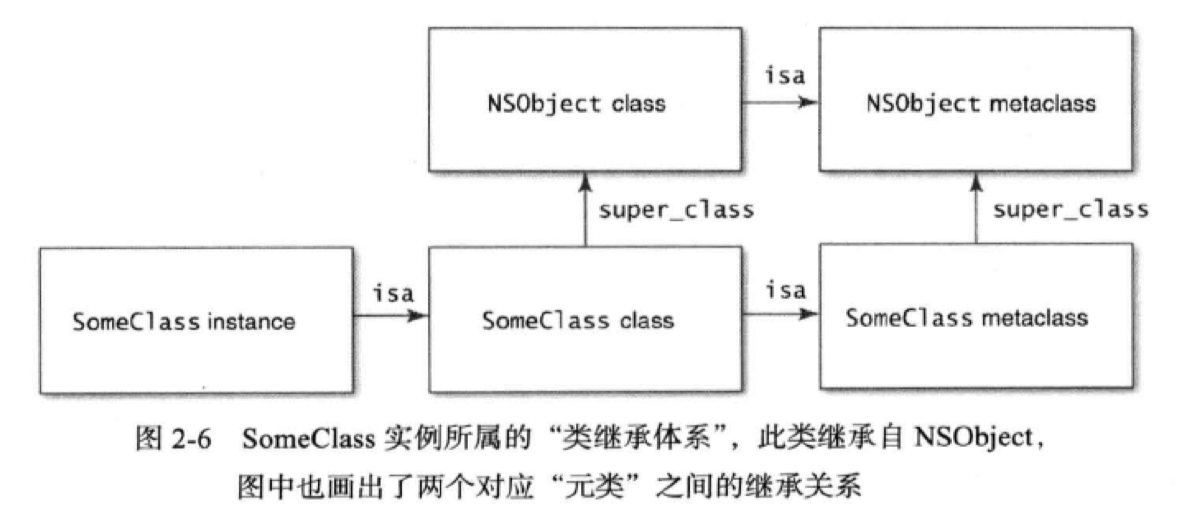 NSObject class
isa
NSObject metaclass
super_class
super_class
SomeClass instance
isa
SomeClass class
isa
SomeClass metaclass
图 2-6 SomeClass 实例所属的“类继承体系”，此类继承自 NSObject，
图中也画出了两个对应“元类”之间的继承关系